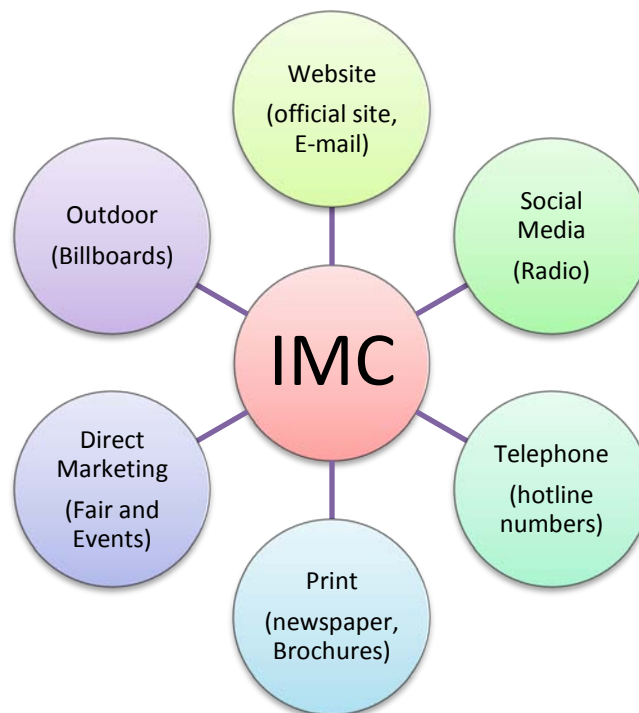 Website
(official site,
E-mail)
Social
Media
(Radio)
Telephone
(hotline
numbers)
Print
(newspaper,
Brochures)
Direct
Marketing
(Fair and
Events)
Outdoor
(Billboards)
IMC